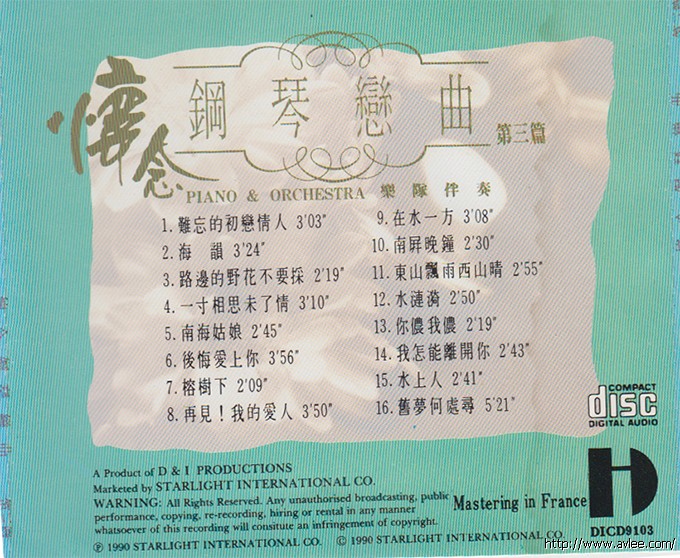 懷念
鋼琴戀曲
第三篇
PIANO & ORCHESTRA 樂隊伴奏
1. 難忘的初戀情人 3'03"
2. 海韻 3'24"
3. 路邊的野花不要採 2'19"
4. 一寸相思未了情 3'10"
5. 南海姑娘 2'45"
6. 後悔愛上你 3'56"
7. 榕樹下 2'09"
8. 再見！我的愛人 3'50"
9. 在水一方 3'08"
10. 南屛晚鐘 2'30"
11. 東山飄雨西山晴 2'55"
12. 水漣漪 2'50"
13. 你儂我儂 2'19"
14. 我怎能離開你 2'43"
15. 水上人 2'41"
16. 舊夢何處尋 5'21"
COMPACT
disc
DIGITAL AUDIO
A Product of D & I PRODUCTIONS
Marketed by STARLIGHT INTERNATIONAL CO.
WARNING: All Rights Reserved. Any unauthorised broadcasting, public
performance, copying, re-recording, hiring or rental in any manner
whatsoever of this recording will consitute an infringement of copyright.
Ⓟ 1990 STARLIGHT INTERNATIONAL CO. © 1990 STARLIGHT INTERNATIONAL CO.
Mastering in France
DICD9103
http://www.avlee.com/